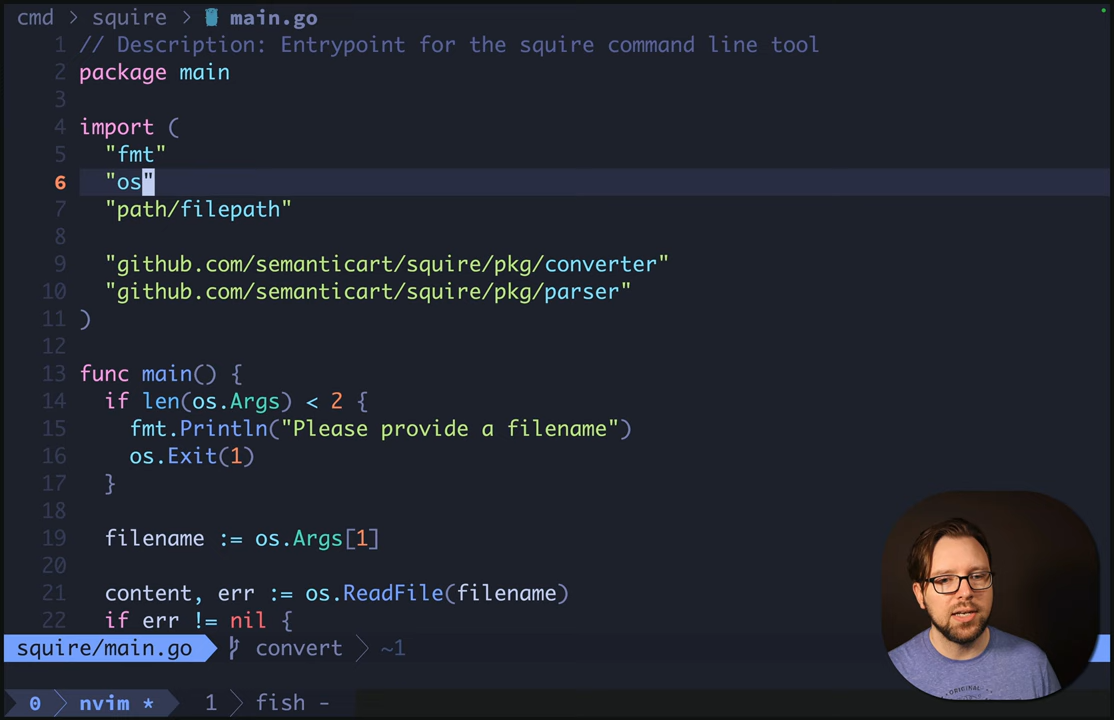 cmd > squire > main.go
1 // Description: Entrypoint for the squire command line tool
2 package main
3
4 import (
5 "fmt"
6 "os"
7 "path/filepath"
8
9 "github.com/semanticart/squire/pkg/converter"
10 "github.com/semanticart/squire/pkg/parser"
11 )
12
13 func main() {
14 if len(os.Args) < 2 {
15 fmt.Println("Please provide a filename")
16 os.Exit(1)
17 }
18
19 filename := os.Args[1]
20
21 content, err := os.ReadFile(filename)
22 if err != nil {
squire/main.go convert ~1
0 nvim * 1 fish -
ORIGINAL